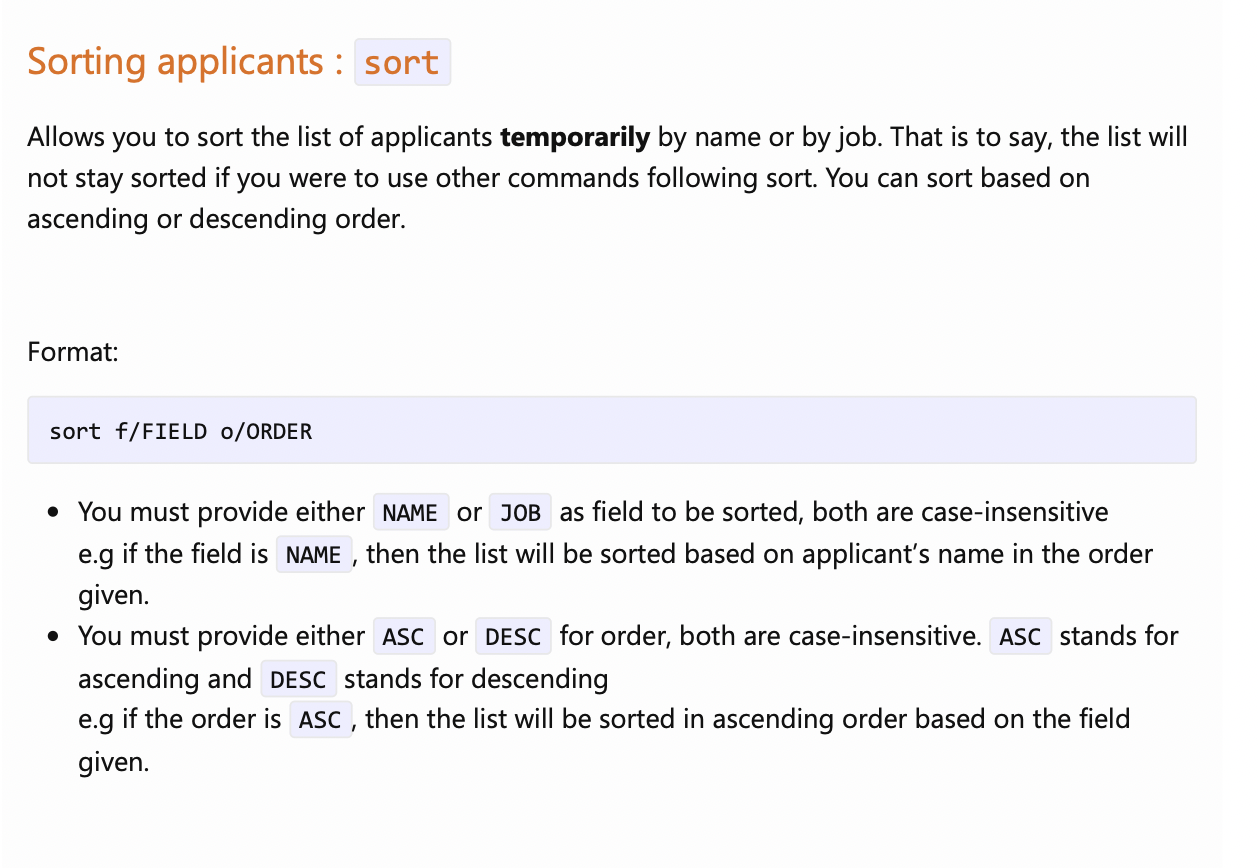 Sorting applicants : sort
Allows you to sort the list of applicants temporarily by name or by job. That is to say, the list will
not stay sorted if you were to use other commands following sort. You can sort based on
ascending or descending order.
Format:
sort f/FIELD o/ORDER
• You must provide either NAME or JOB as field to be sorted, both are case-insensitive
e.g if the field is NAME, then the list will be sorted based on applicant’s name in the order
given.
• You must provide either ASC or DESC for order, both are case-insensitive. ASC stands for
ascending and DESC stands for descending
e.g if the order is ASC, then the list will be sorted in ascending order based on the field
given.